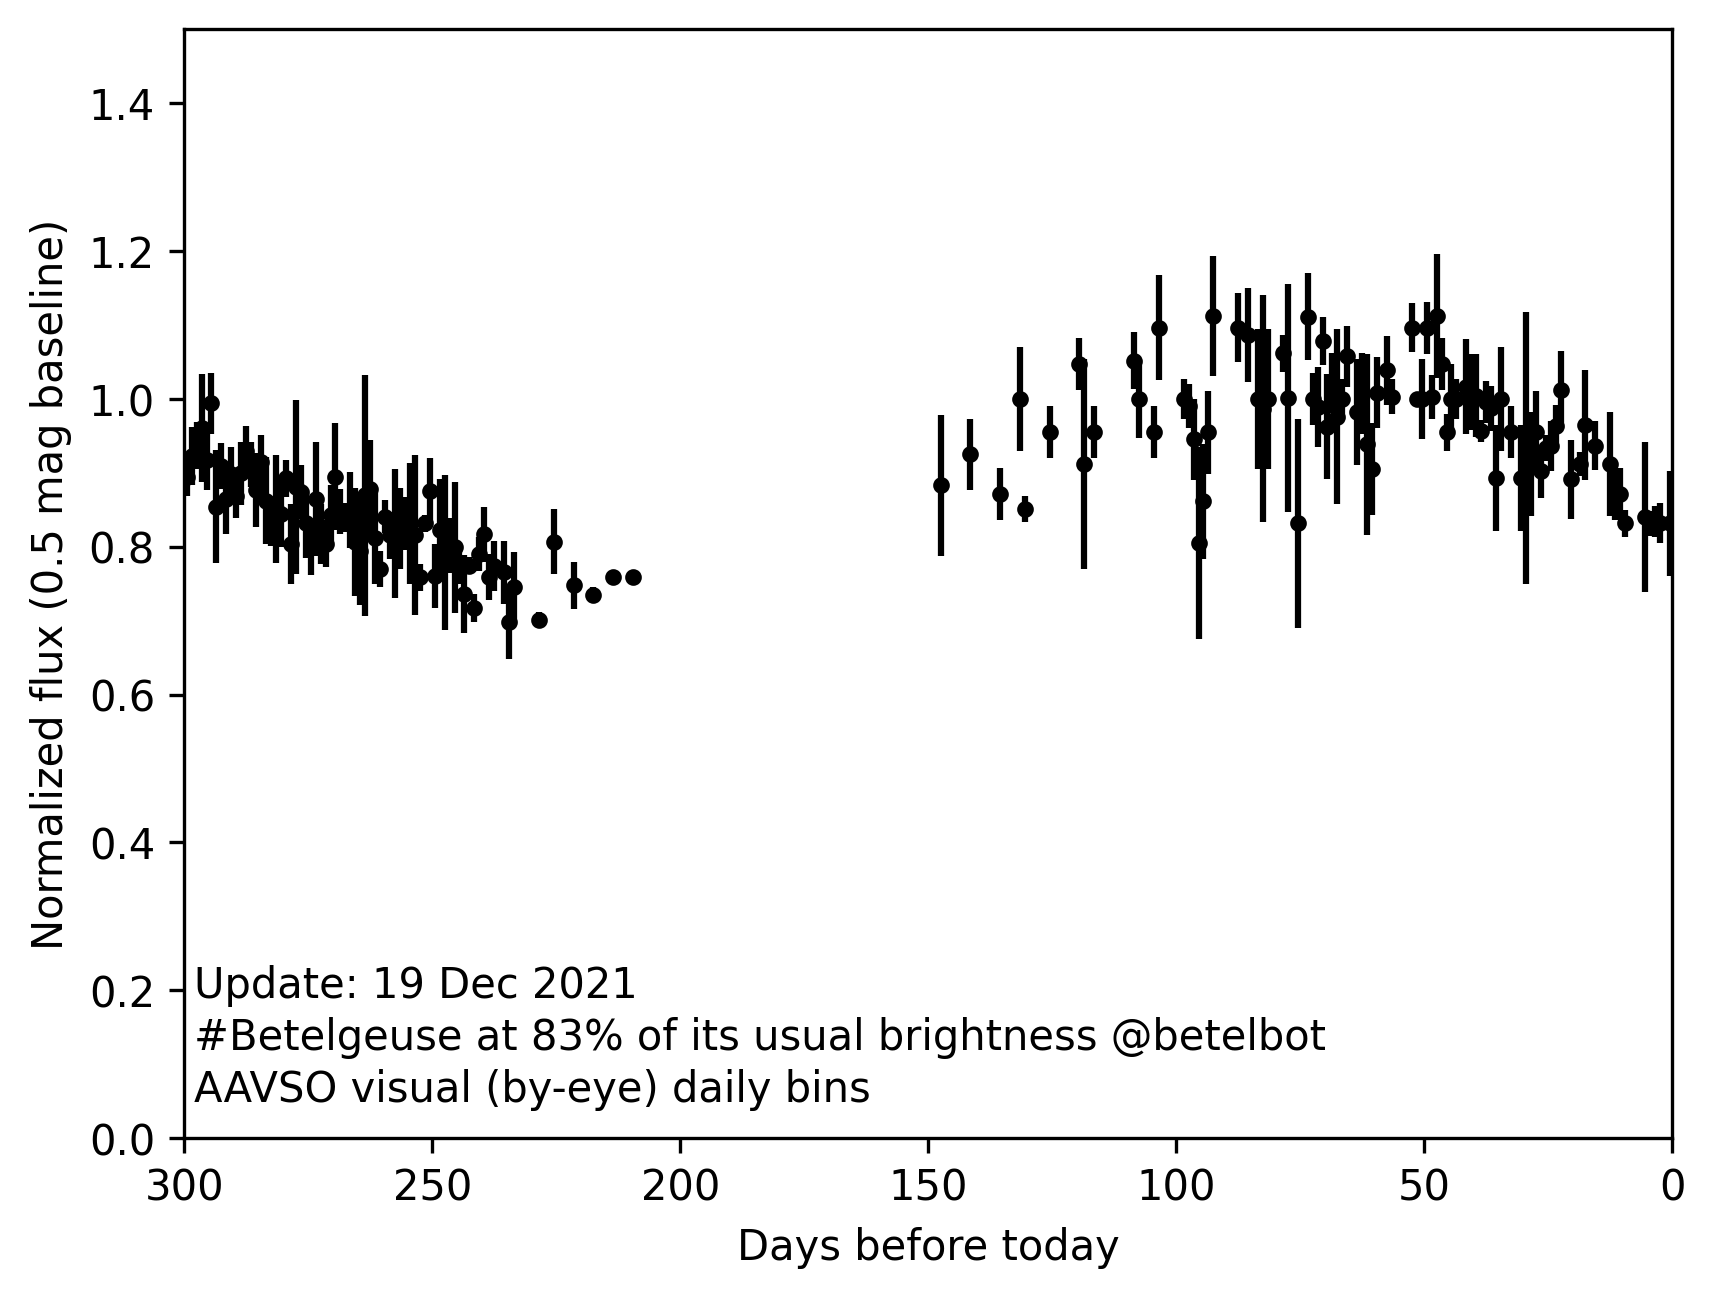 1.4
1.2
1.0
0.8
0.6
0.4
0.2
0.0
Normalized flux (0.5 mag baseline)
Update: 19 Dec 2021
#Betelgeuse at 83% of its usual brightness @betelbot
AAVSO visual (by-eye) daily bins
300 250 200 150 100 50 0
Days before today